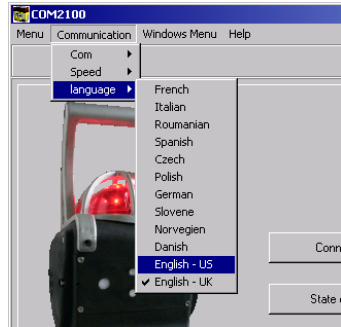 COM2100
Menu Communication Windows Menu Help
Com
Speed
language
French
Italian
Roumanian
Spanish
Czech
Polish
German
Slovene
Norvegien
Danish
English - US
English - UK
State